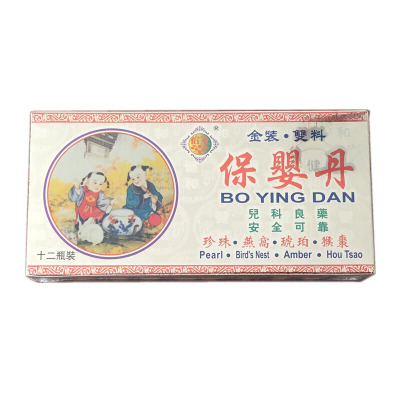 金裝・雙料
保嬰丹
BO YING DAN
兒科良藥
安全可靠
珍珠・燕窩・琥珀・猴棗
Pearl • Bird's Nest • Amber • Hou Tsao
十二瓶裝
®